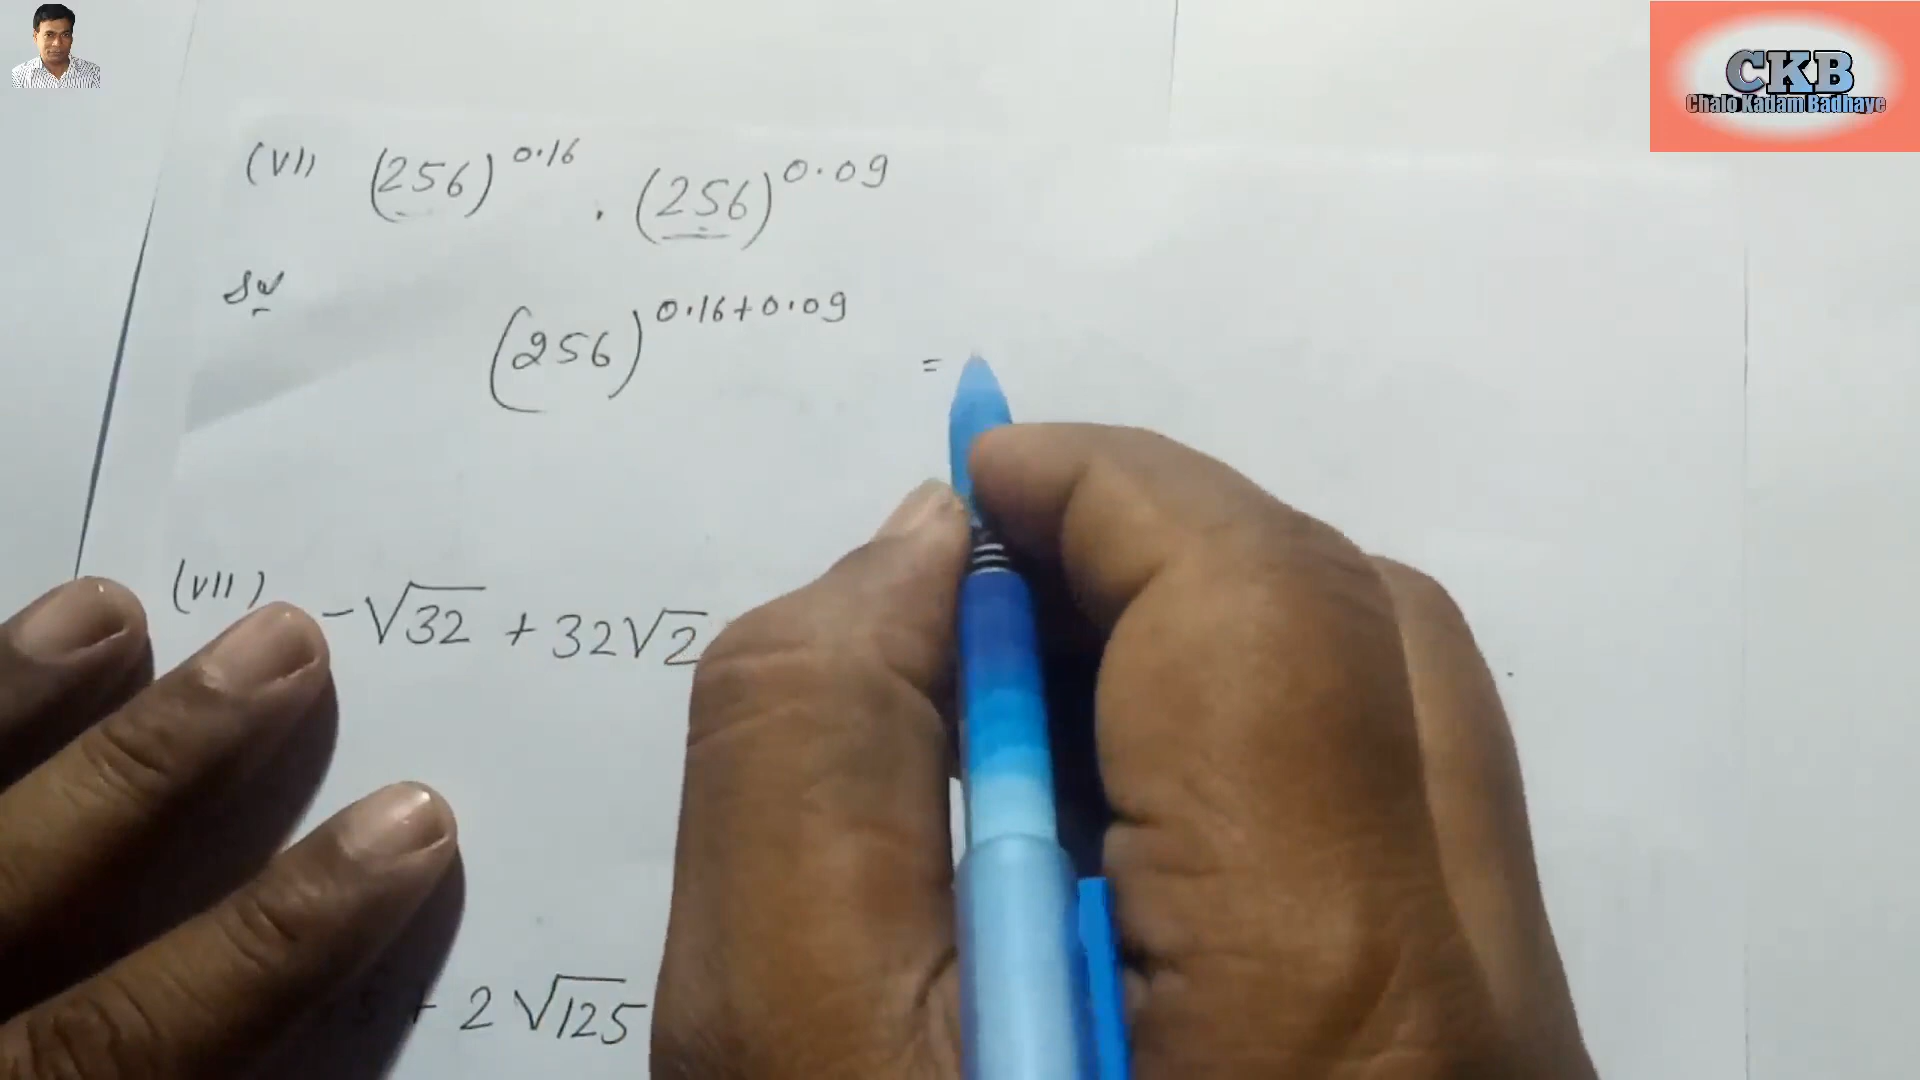 CKB
Chalo Kadam Badhaye
(VI) (256)^0.16 . (256)^0.09
Sol
(256)^0.16+0.09 =
(VII) -√32 + 32√2
+ 2√125